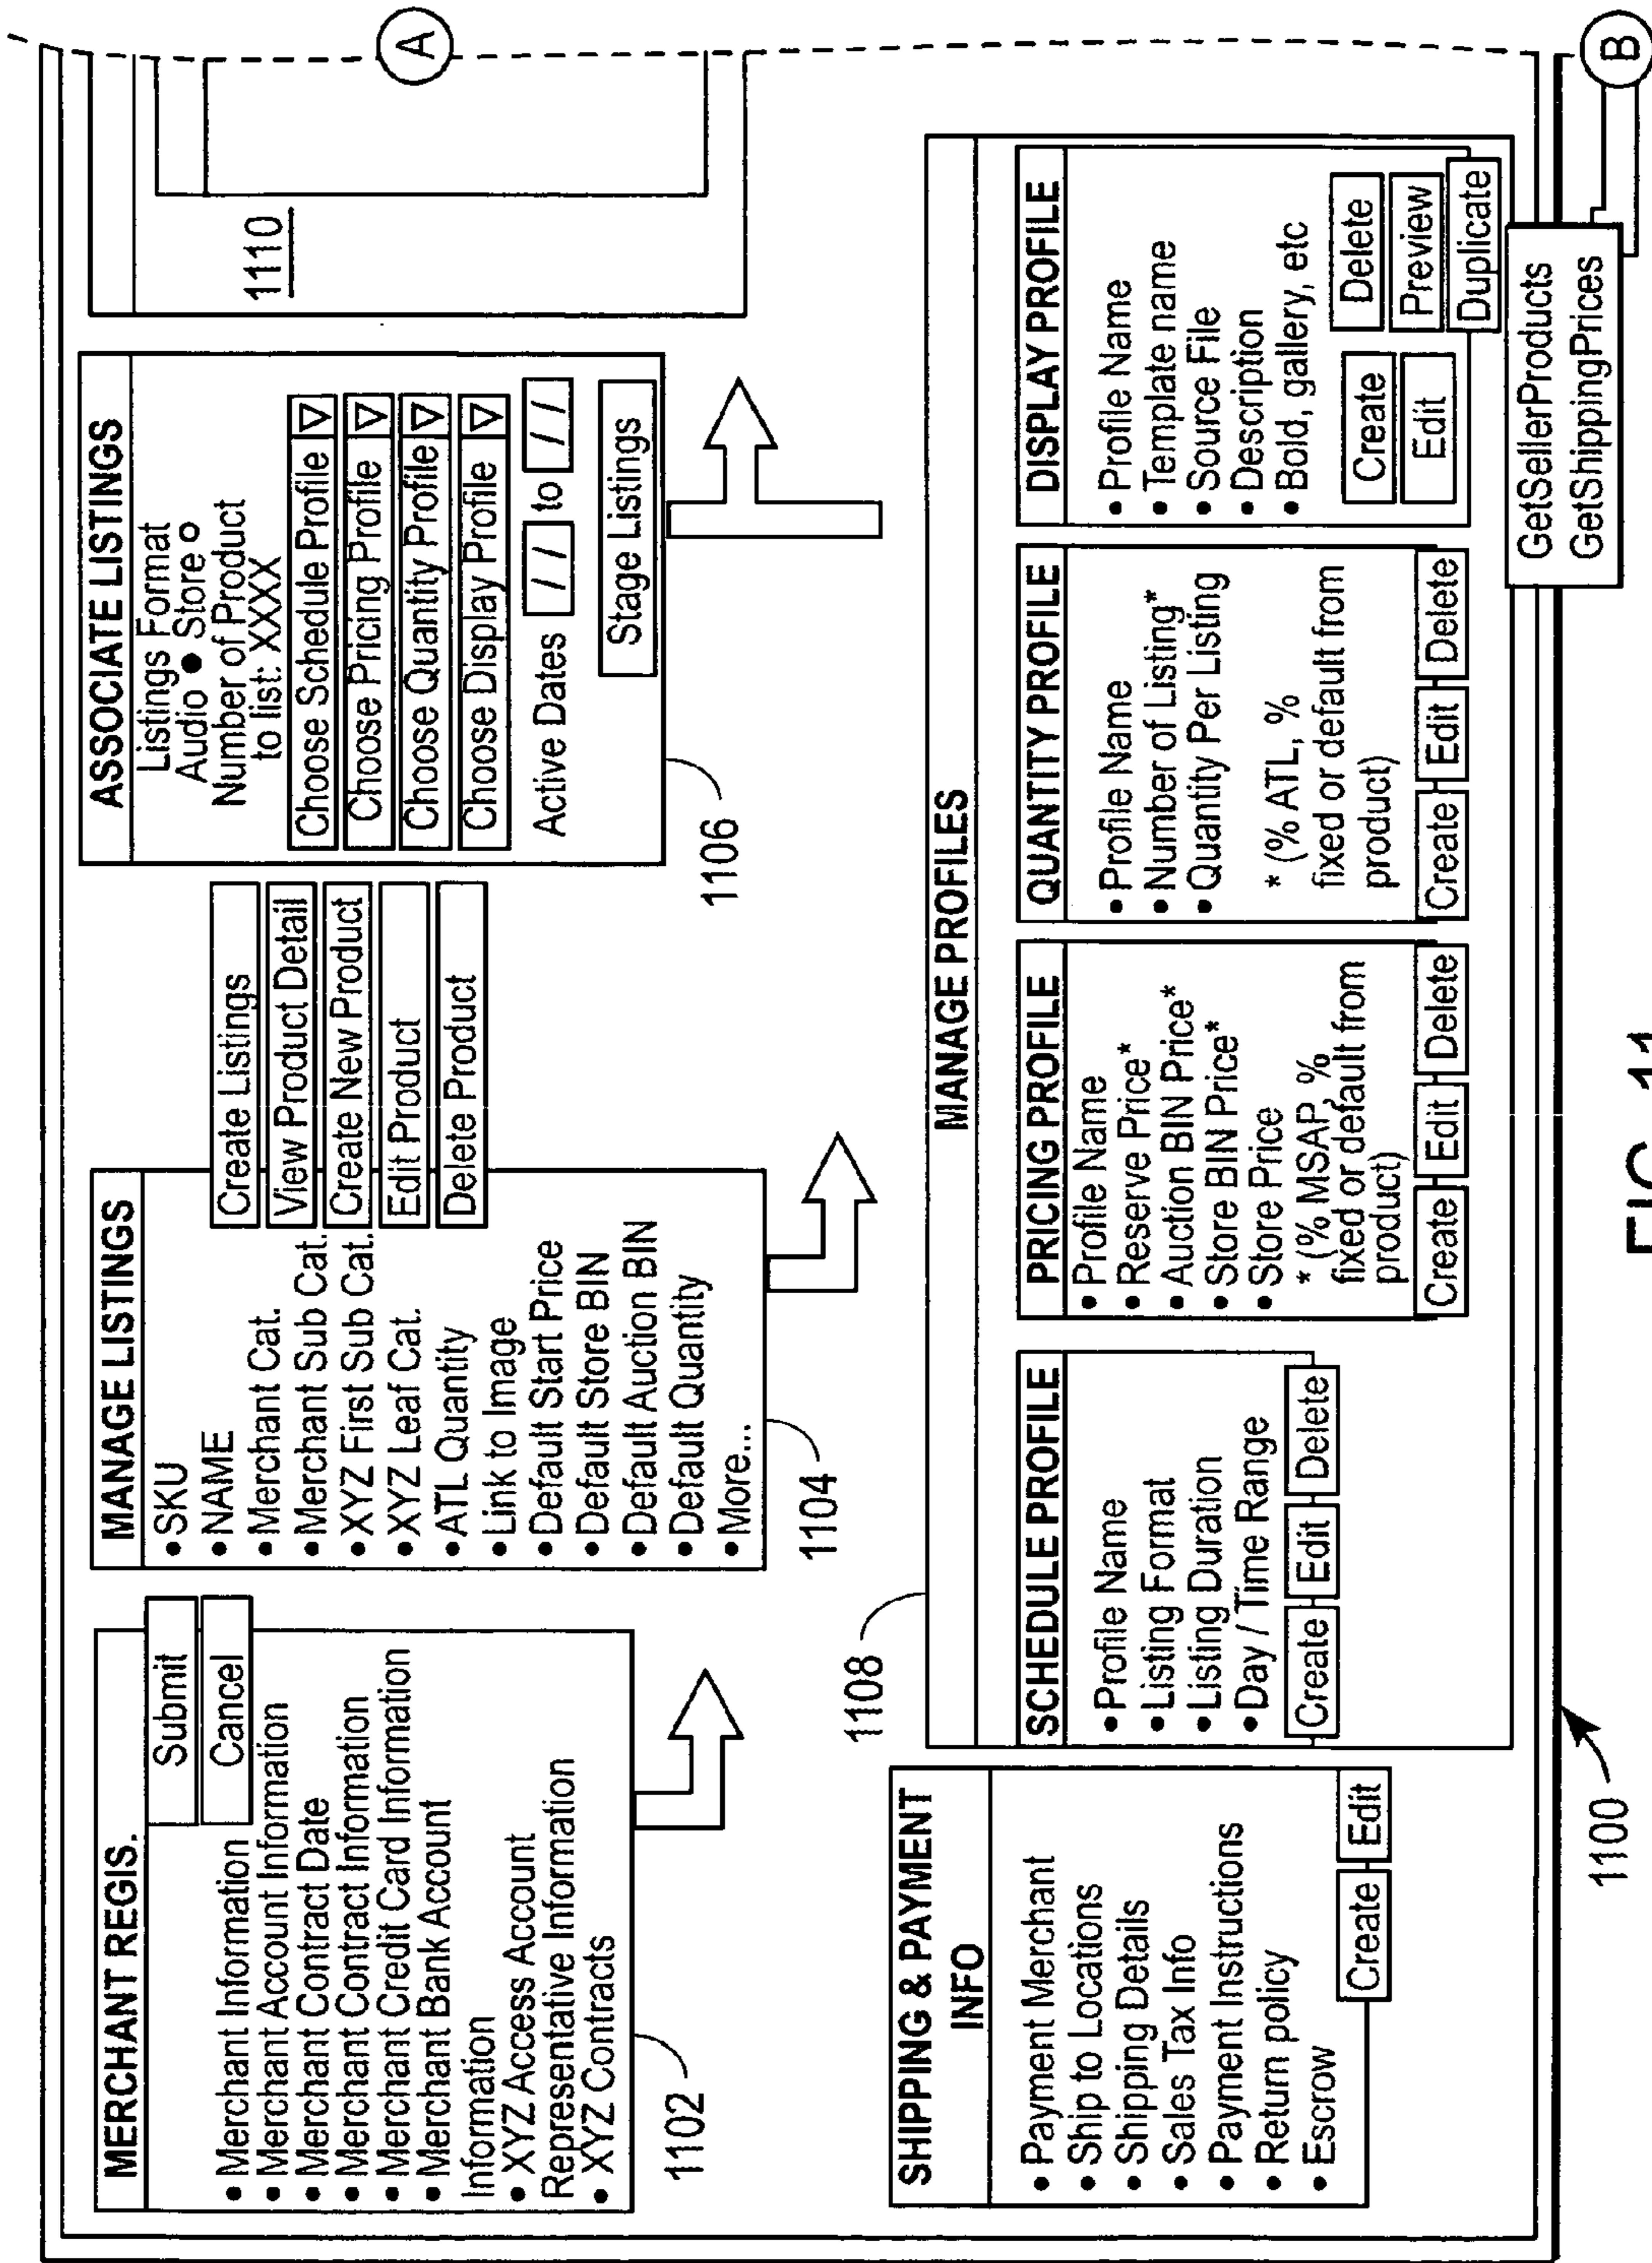 MERCHANT REGIS.
Submit
Cancel
• Merchant Information
• Merchant Account Information
• Merchant Contract Date
• Merchant Contract Information
• Merchant Credit Card Information
• Merchant Bank Account
Information
• XYZ Access Account
Representative Information
• XYZ Contracts
1102
MANAGE LISTINGS
• SKU
• NAME
• Merchant Cat.
• Merchant Sub Cat.
• XYZ First Sub Cat.
• XYZ Leaf Cat.
• ATL Quantity
• Link to Image
• Default Start Price
• Default Store BIN
• Default Auction BIN
• Default Quantity
• More...
Create Listings
View Product Detail
Create New Product
Edit Product
Delete Product
1104
ASSOCIATE LISTINGS
Listings Format
Audio ● Store ○
Number of Product
to list: XXXX
Choose Schedule Profile ▽
Choose Pricing Profile ▽
Choose Quantity Profile ▽
Choose Display Profile ▽
Active Dates / / to / /
Stage Listings
1106
1110
A
SHIPPING & PAYMENT
INFO
• Payment Merchant
• Ship to Locations
• Shipping Details
• Sales Tax Info
• Payment Instructions
• Return policy
• Escrow
Create Edit
1108
MANAGE PROFILES
SCHEDULE PROFILE
• Profile Name
• Listing Format
• Listing Duration
• Day / Time Range
Create Edit Delete
PRICING PROFILE
• Profile Name
• Reserve Price*
• Auction BIN Price*
• Store BIN Price*
• Store Price
* (% MSAP, %
fixed or default from
product)
Create Edit Delete
QUANTITY PROFILE
• Profile Name
• Number of Listing*
• Quantity Per Listing
* (% ATL, %
fixed or default from
product)
Create Edit Delete
DISPLAY PROFILE
• Profile Name
• Template name
• Source File
• Description
• Bold, gallery, etc
Create Delete
Edit Preview
Duplicate
GetSellerProducts
GetShippingPrices
B
1100
FIG. 11